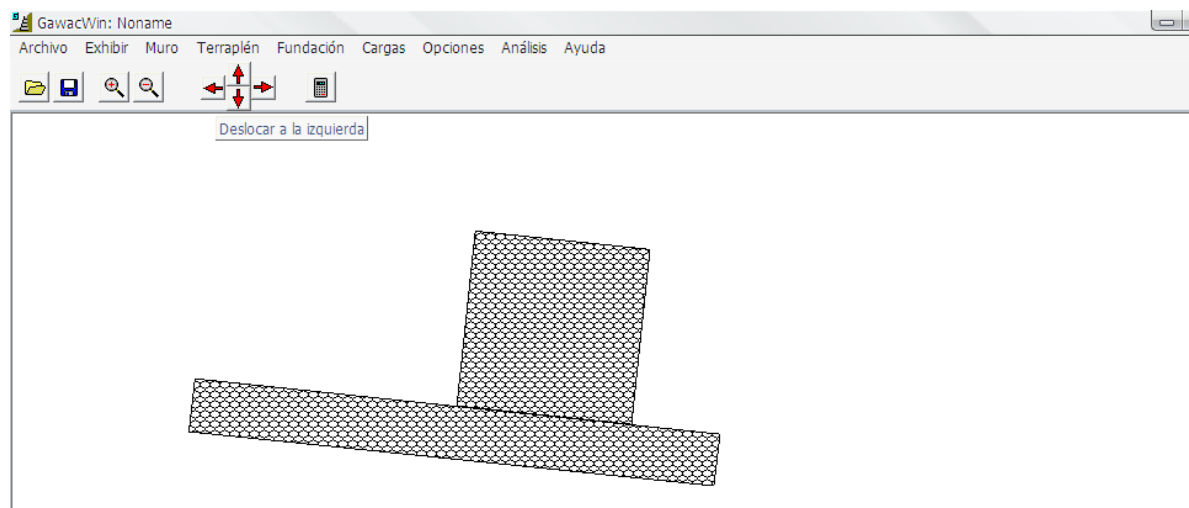 GawacWin: Noname
Archivo Exhibir Muro Terraplén Fundación Cargas Opciones Análisis Ayuda
Deslocar a la izquierda